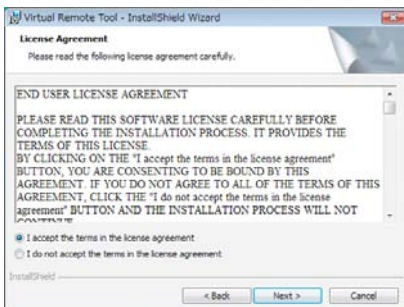 Virtual Remote Tool - InstallShield Wizard
License Agreement
Please read the following license agreement carefully.
END USER LICENSE AGREEMENT
PLEASE READ THIS SOFTWARE LICENSE CAREFULLY BEFORE
COMPLETING THE INSTALLATION PROCESS. IT PROVIDES THE
TERMS OF THIS LICENSE.
BY CLICKING ON THE "I accept the terms in the license agreement"
BUTTON, YOU ARE CONSENTING TO BE BOUND BY THIS
AGREEMENT. IF YOU DO NOT AGREE TO ALL OF THE TERMS OF THIS
AGREEMENT, CLICK THE "I do not accept the terms in the license
agreement" BUTTON AND THE INSTALLATION PROCESS WILL NOT
CONTINUE
I accept the terms in the license agreement
I do not accept the terms in the license agreement
InstallShield
< Back
Next >
Cancel